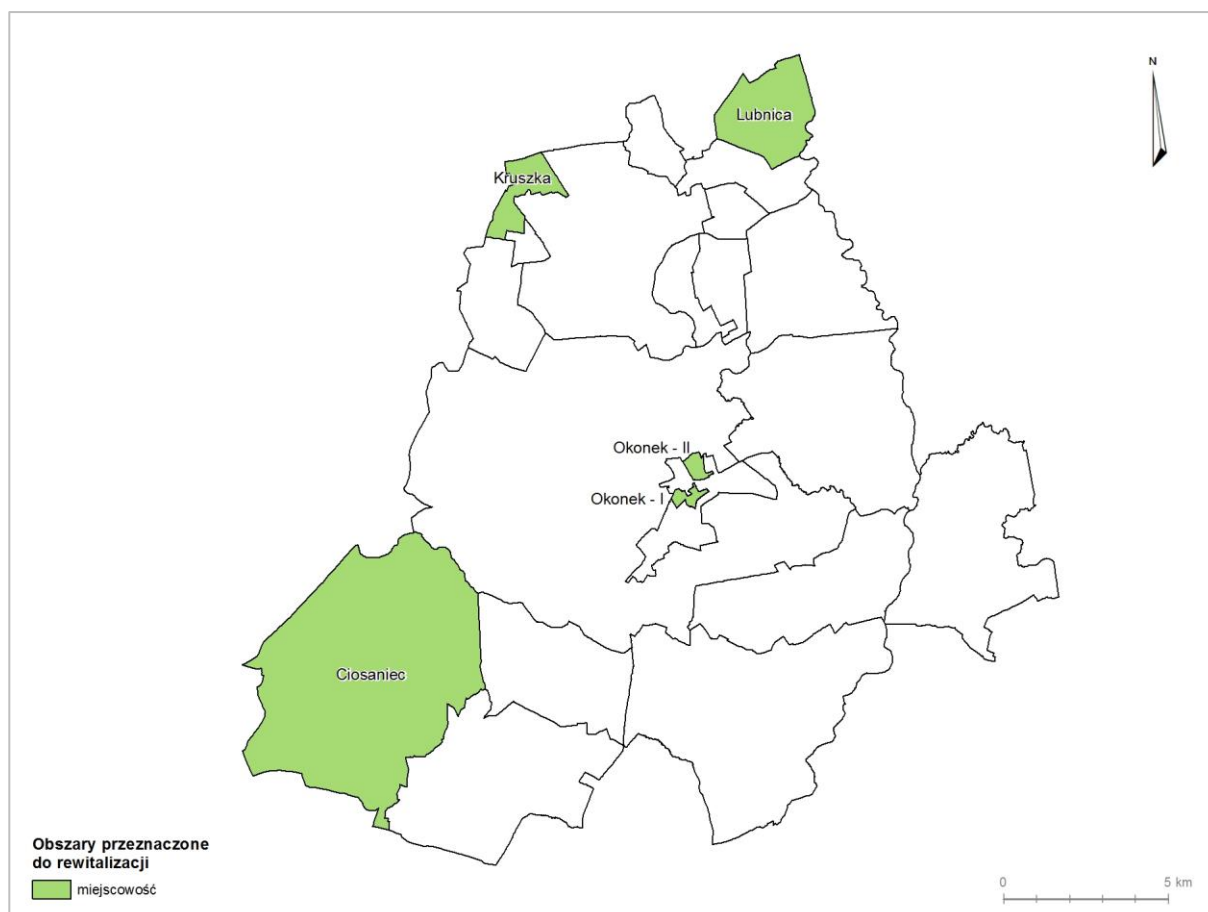 N
Lubnica
Kruszka
Okonek - II
Okonek - I
Ciosaniec
Obszary przeznaczone
do rewitalizacji
miejscowość
0
5 km